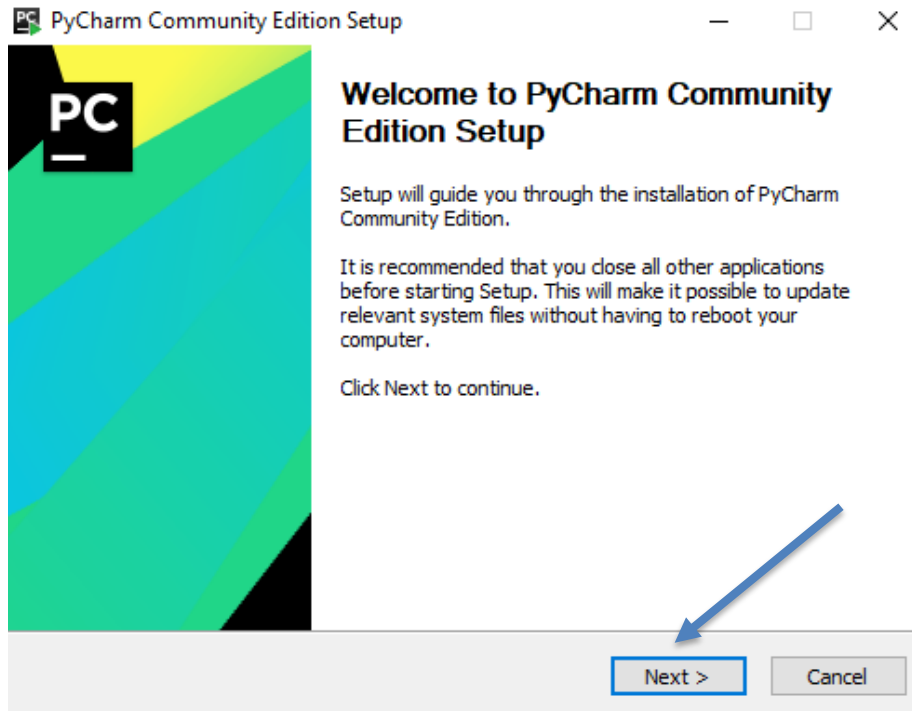 PC PyCharm Community Edition Setup
PC
Welcome to PyCharm Community
Edition Setup
Setup will guide you through the installation of PyCharm
Community Edition.
It is recommended that you close all other applications
before starting Setup. This will make it possible to update
relevant system files without having to reboot your
computer.
Click Next to continue.
Next >
Cancel